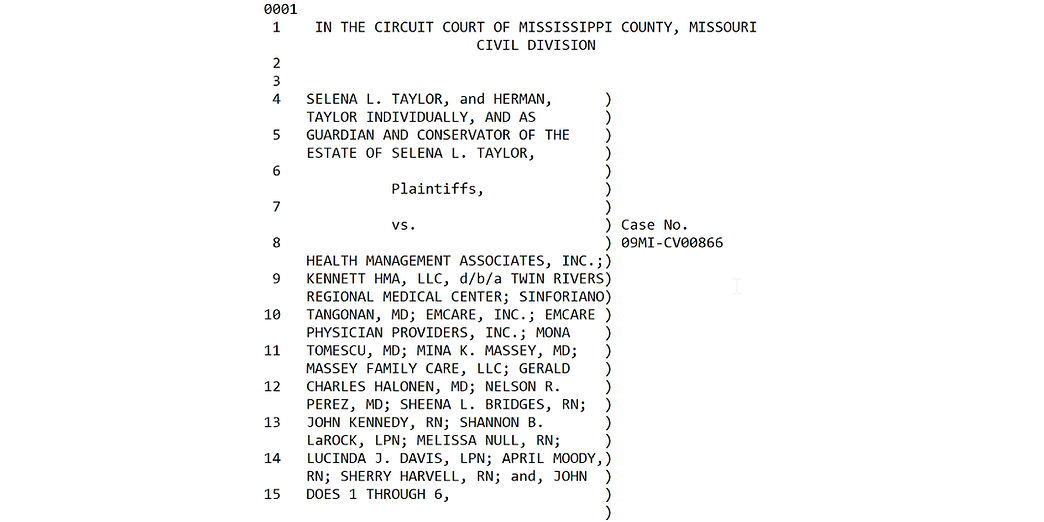 0001
1 IN THE CIRCUIT COURT OF MISSISSIPPI COUNTY, MISSOURI
CIVIL DIVISION
2
3
4 SELENA L. TAYLOR, and HERMAN, )
TAYLOR INDIVIDUALLY, AND AS )
5 GUARDIAN AND CONSERVATOR OF THE )
ESTATE OF SELENA L. TAYLOR, )
6 )
Plaintiffs, )
7 )
vs. ) Case No.
8 ) 09MI-CV00866
HEALTH MANAGEMENT ASSOCIATES, INC.;)
9 KENNETT HMA, LLC, d/b/a TWIN RIVERS)
REGIONAL MEDICAL CENTER; SINFORIANO)
10 TANGONAN, MD; EMCARE, INC.; EMCARE )
PHYSICIAN PROVIDERS, INC.; MONA )
11 TOMESCU, MD; MINA K. MASSEY, MD; )
MASSEY FAMILY CARE, LLC; GERALD )
12 CHARLES HALONEN, MD; NELSON R. )
PEREZ, MD; SHEENA L. BRIDGES, RN; )
13 JOHN KENNEDY, RN; SHANNON B. )
LaROCK, LPN; MELISSA NULL, RN; )
14 LUCINDA J. DAVIS, LPN; APRIL MOODY,)
RN; SHERRY HARVELL, RN; and, JOHN )
15 DOES 1 THROUGH 6, )
)